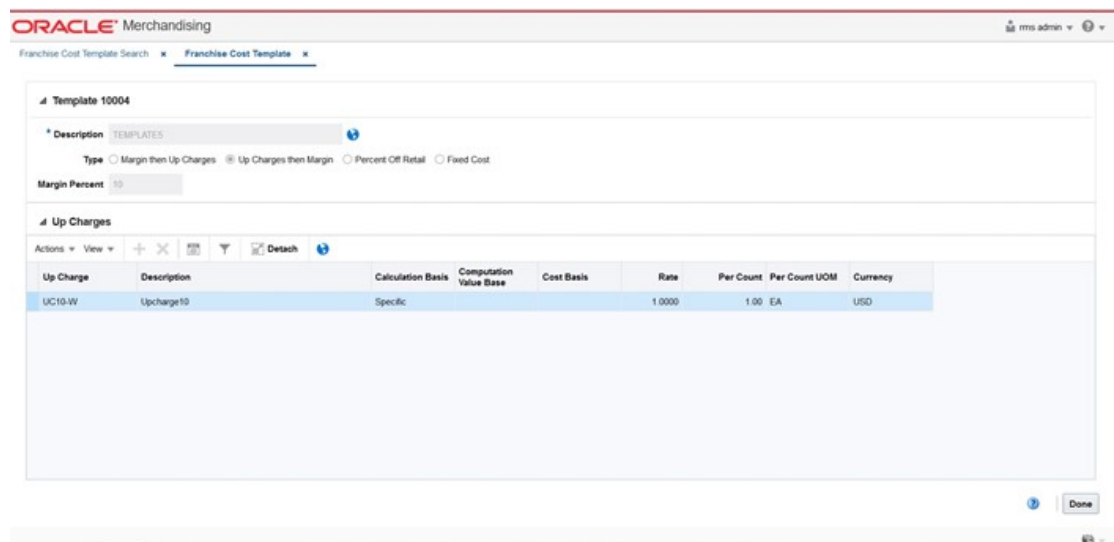 ORACLE® Merchandising
rms admin
Franchise Cost Template Search Franchise Cost Template
Template 10004
* Description TEMPLATE5
Type Margin then Up Charges Up Charges then Margin Percent Off Retail Fixed Cost
Margin Percent 10
Up Charges
Actions View Detach
Up Charge Description Calculation Basis Computation Value Base Cost Basis Rate Per Count Per Count UOM Currency
UC10-W Upcharge10 Specific 1.0000 1.00 EA USD
Done